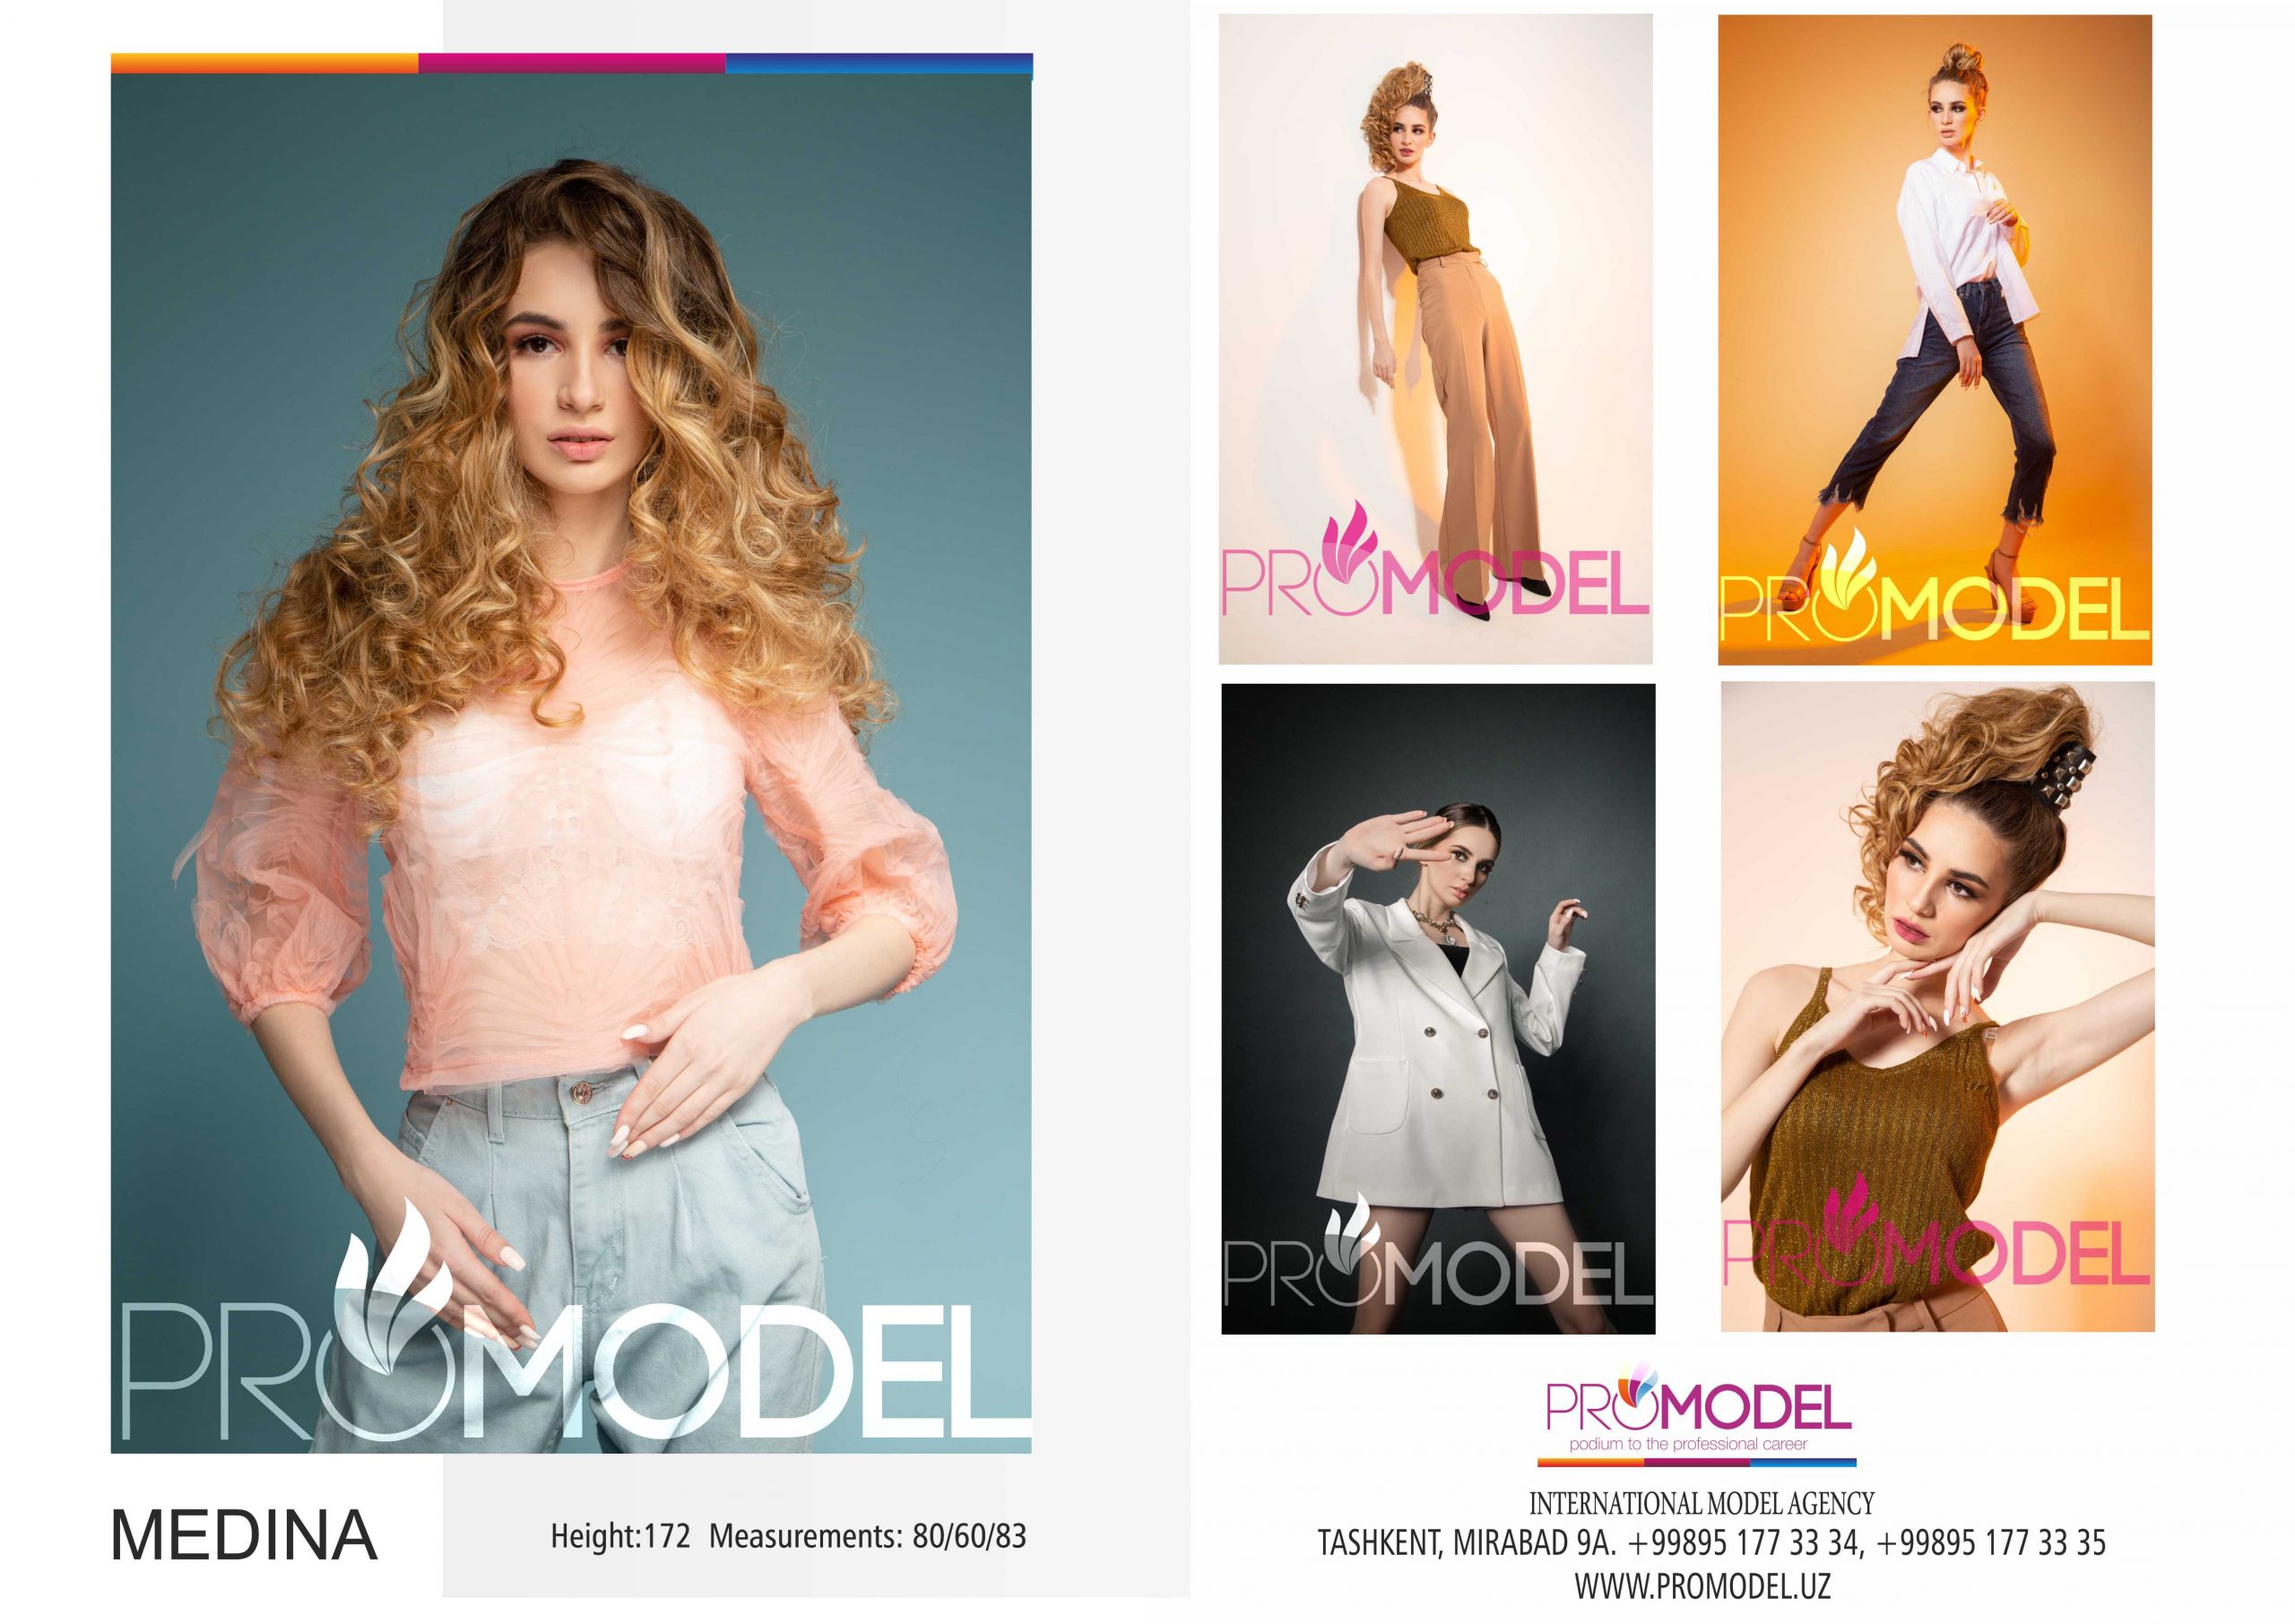 PROMODEL
MEDINA
Height:172 Measurements: 80/60/83
PROMODEL
PROMODEL
PROMODEL
PROMODEL
PROMODEL
podium to the professional career
INTERNATIONAL MODEL AGENCY
TASHKENT, MIRABAD 9A. +99895 177 33 34, +99895 177 33 35
WWW.PROMODEL.UZ